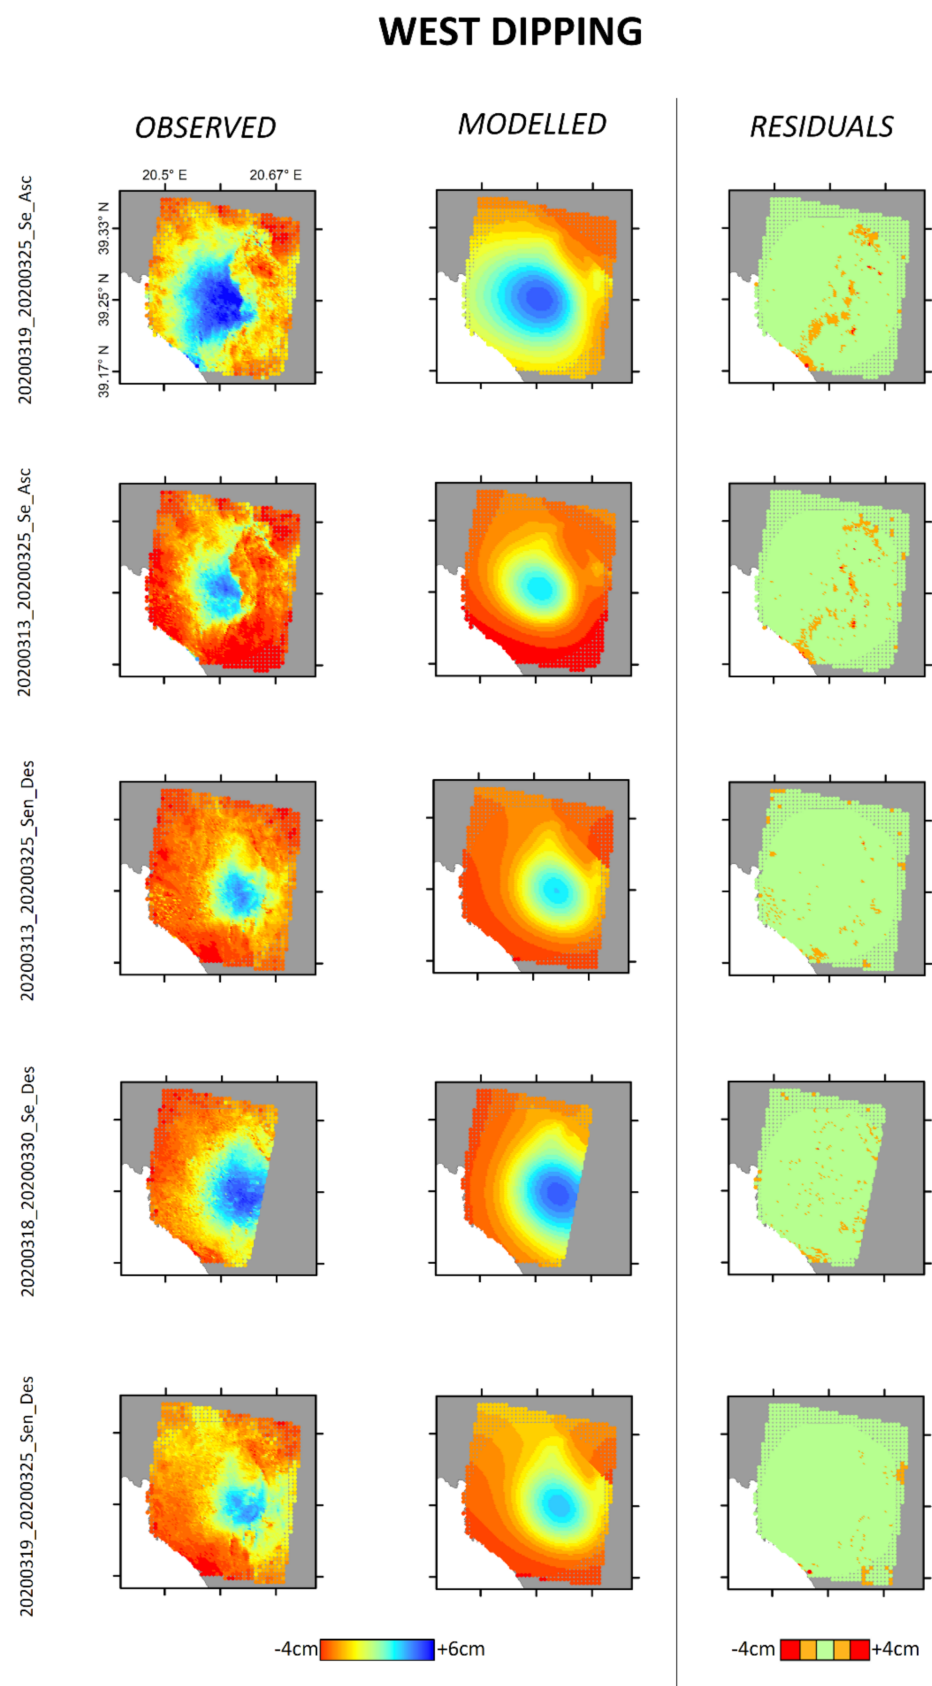 WEST DIPPING
OBSERVED
MODELLED
RESIDUALS
20.5° E
20.67° E
39.33° N
39.25° N
39.17° N
20200319_20200325_Se_Asc
20200313_20200325_Se_Asc
20200313_20200325_Sen_Des
20200318_20200330_Se_Des
20200319_20200325_Sen_Des
-4cm
+6cm
-4cm
+4cm